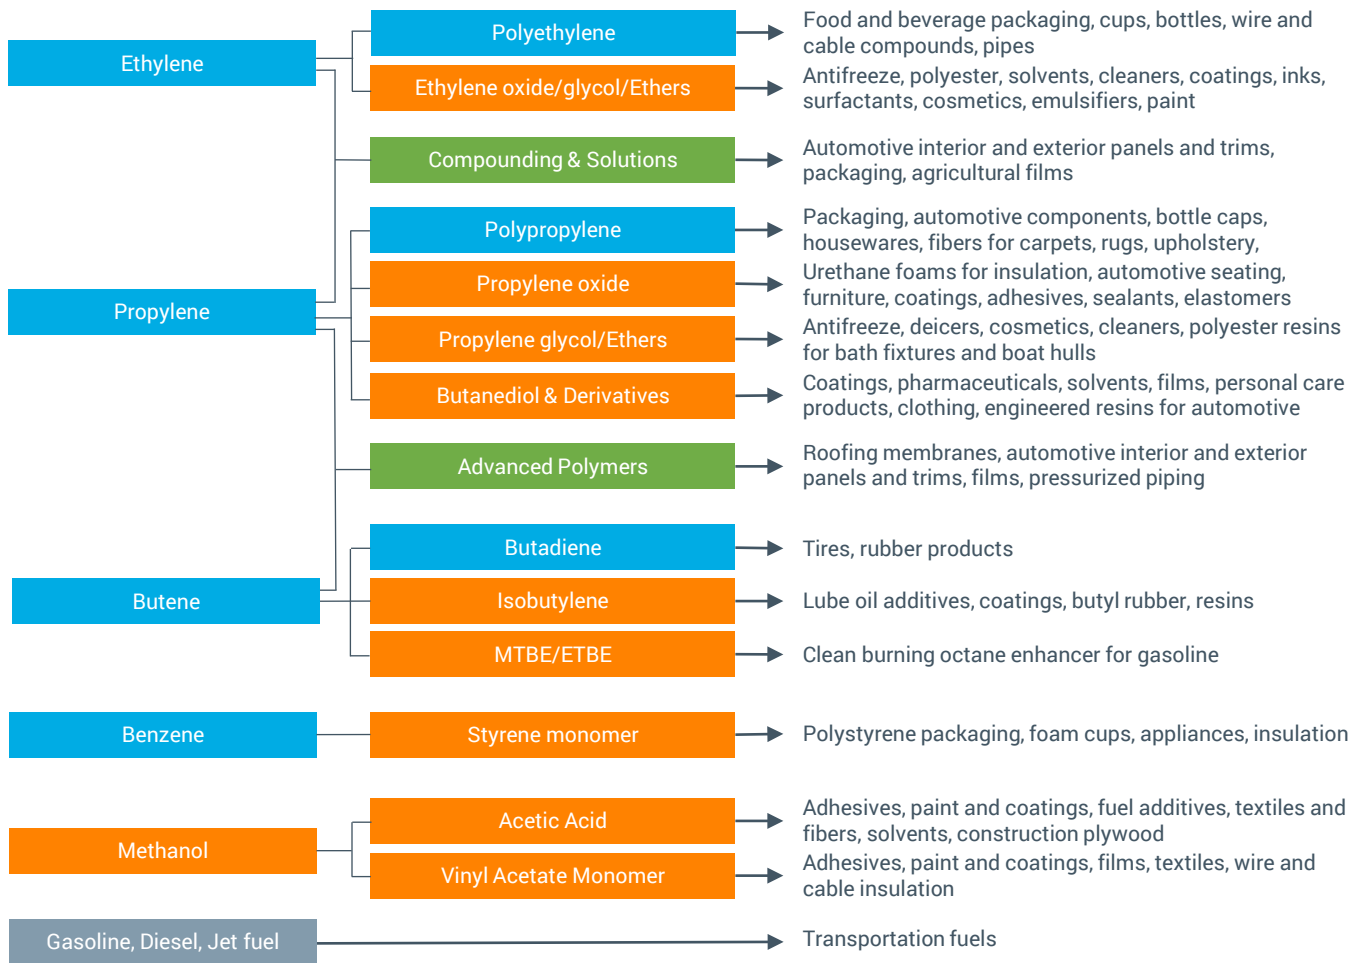 Ethylene
Polyethylene
Food and beverage packaging, cups, bottles, wire and
cable compounds, pipes
Ethylene oxide/glycol/Ethers
Antifreeze, polyester, solvents, cleaners, coatings, inks,
surfactants, cosmetics, emulsifiers, paint
Compounding & Solutions
Automotive interior and exterior panels and trims,
packaging, agricultural films
Propylene
Polypropylene
Packaging, automotive components, bottle caps,
housewares, fibers for carpets, rugs, upholstery,
Propylene oxide
Urethane foams for insulation, automotive seating,
furniture, coatings, adhesives, sealants, elastomers
Propylene glycol/Ethers
Antifreeze, deicers, cosmetics, cleaners, polyester resins
for bath fixtures and boat hulls
Butanediol & Derivatives
Coatings, pharmaceuticals, solvents, films, personal care
products, clothing, engineered resins for automotive
Advanced Polymers
Roofing membranes, automotive interior and exterior
panels and trims, films, pressurized piping
Butene
Butadiene
Tires, rubber products
Isobutylene
Lube oil additives, coatings, butyl rubber, resins
MTBE/ETBE
Clean burning octane enhancer for gasoline
Benzene
Styrene monomer
Polystyrene packaging, foam cups, appliances, insulation
Methanol
Acetic Acid
Adhesives, paint and coatings, fuel additives, textiles and
fibers, solvents, construction plywood
Vinyl Acetate Monomer
Adhesives, paint and coatings, films, textiles, wire and
cable insulation
Gasoline, Diesel, Jet fuel
Transportation fuels